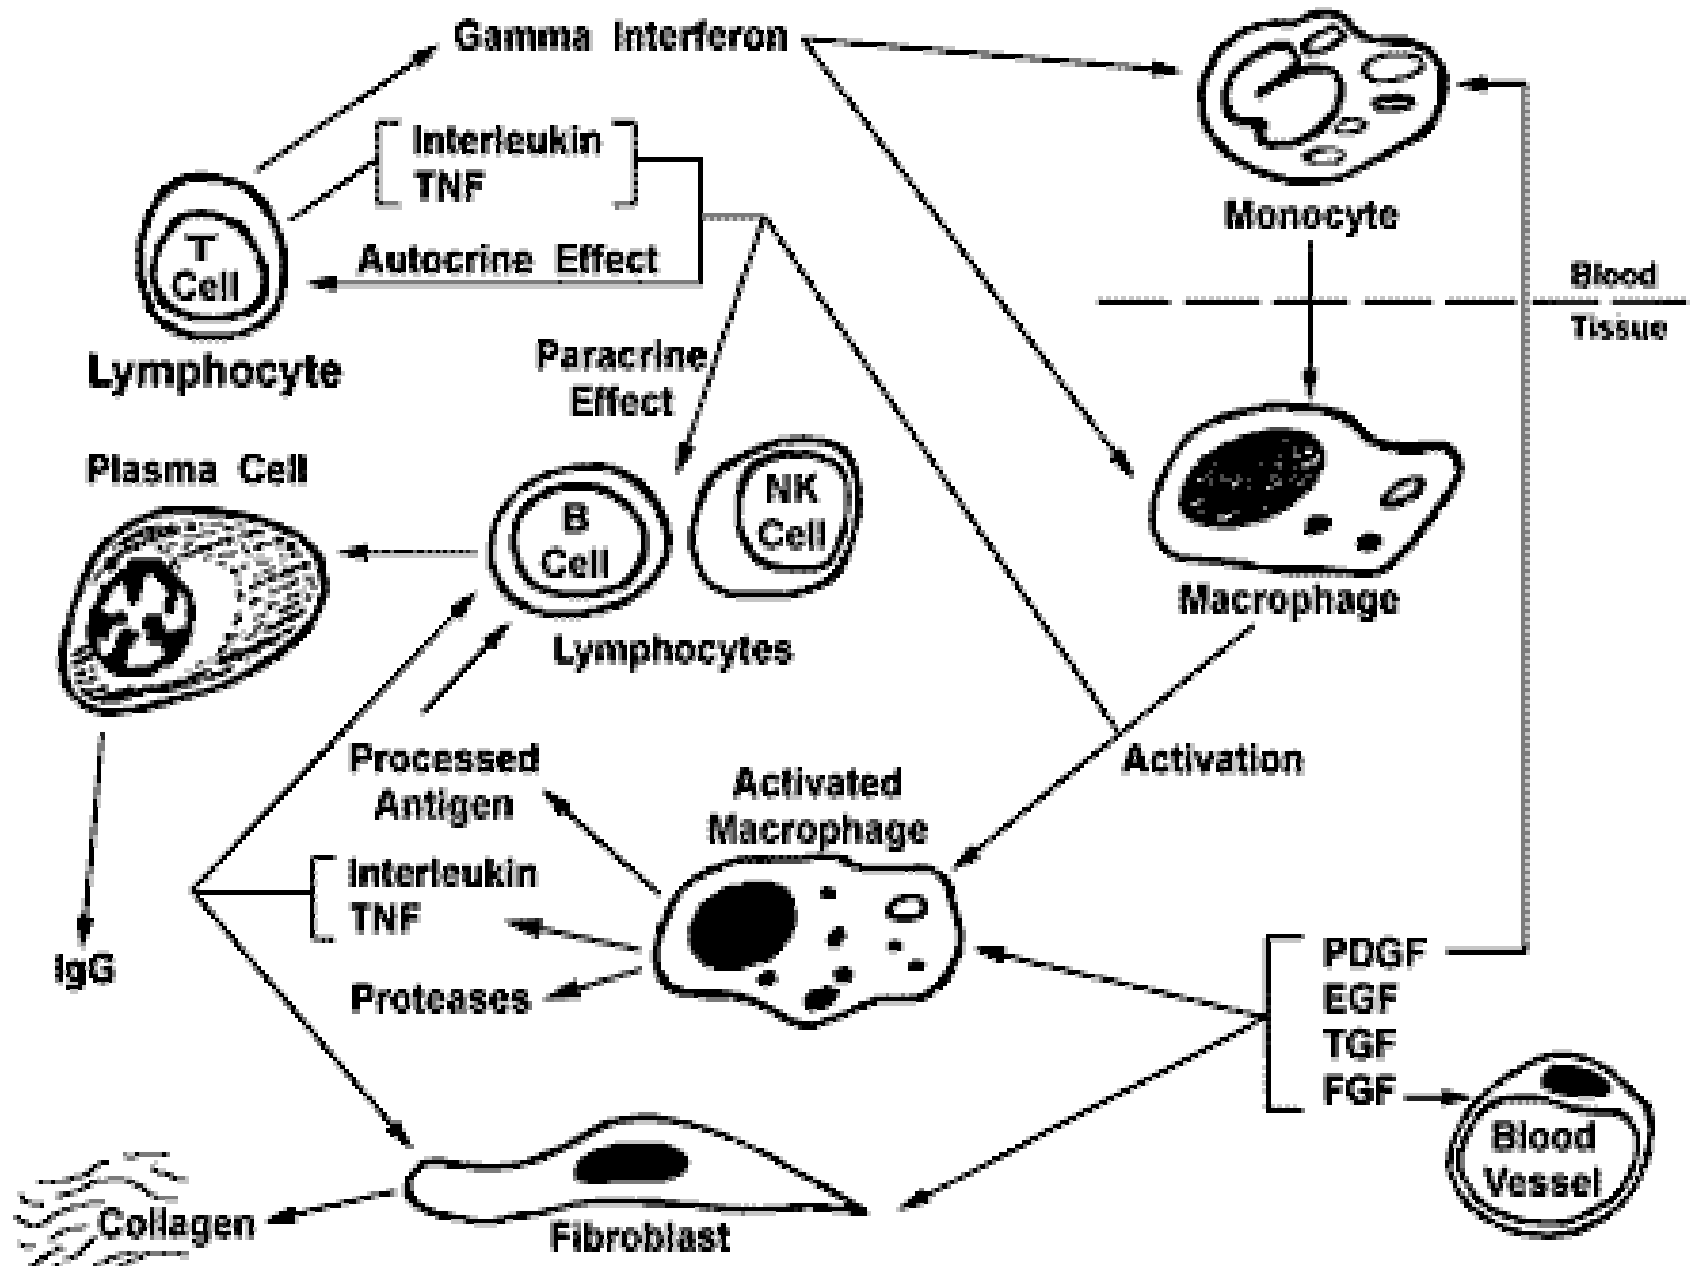 Gamma Interferon
Interleukin
TNF
T
Cell
Autocrine Effect
Lymphocyte
Monocyte
Blood
Tissue
Paracrine
Effect
Plasma Cell
B
Cell
NK
Cell
Lymphocytes
Macrophage
Processed
Antigen
Activated
Macrophage
Activation
Interleukin
TNF
Proteases
IgG
PDGF
EGF
TGF
FGF
Blood
Vessel
Collagen
Fibroblast